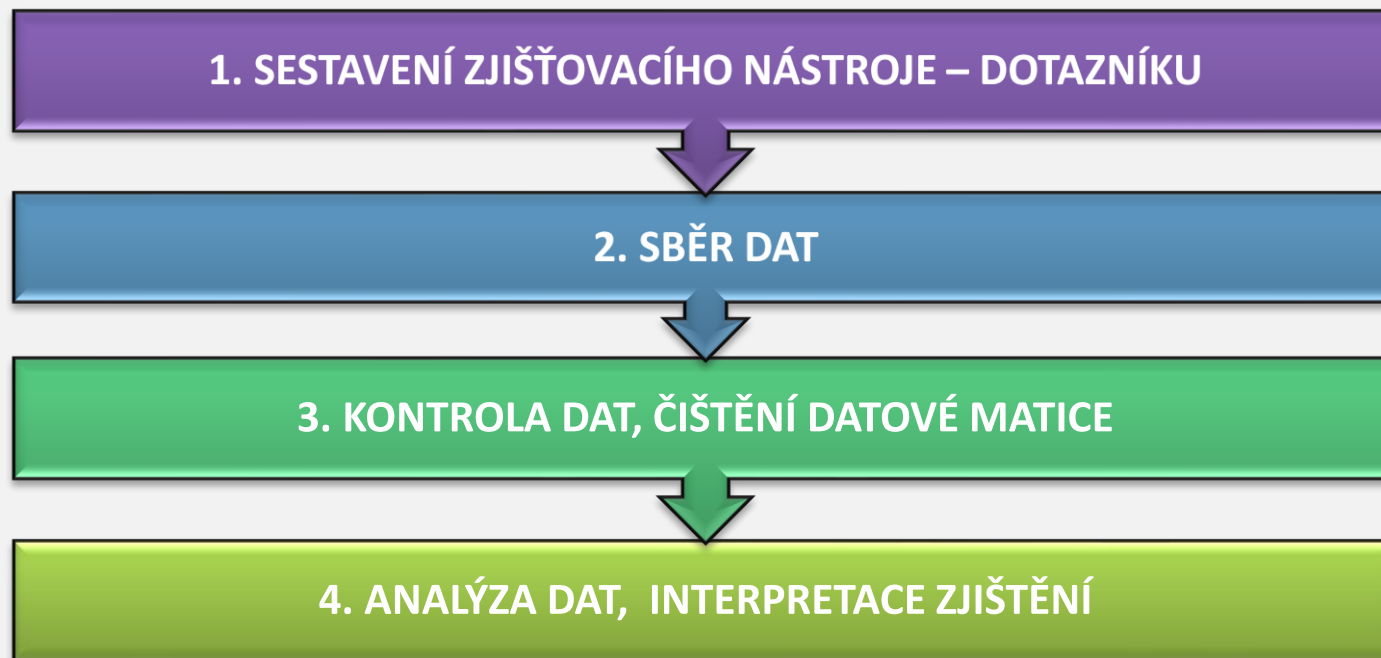 1. SESTAVENÍ ZJIŠŤOVACÍHO NÁSTROJE – DOTAZNÍKU
2. SBĚR DAT
3. KONTROLA DAT, ČIŠTĚNÍ DATOVÉ MATICE
4. ANALÝZA DAT, INTERPRETACE ZJIŠTĚNÍ